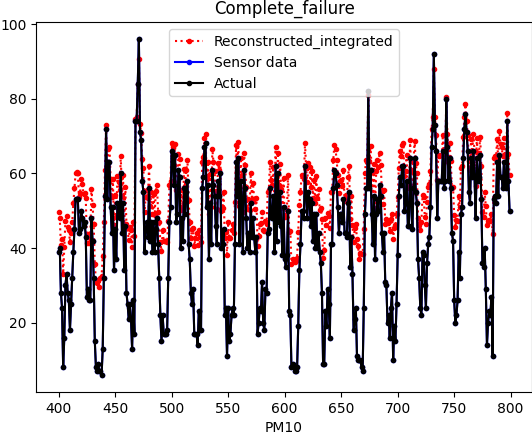 Complete_failure
Reconstructed_integrated
Sensor data
Actual
100
80
60
40
20
400 450 500 550 600 650 700 750 800
PM10